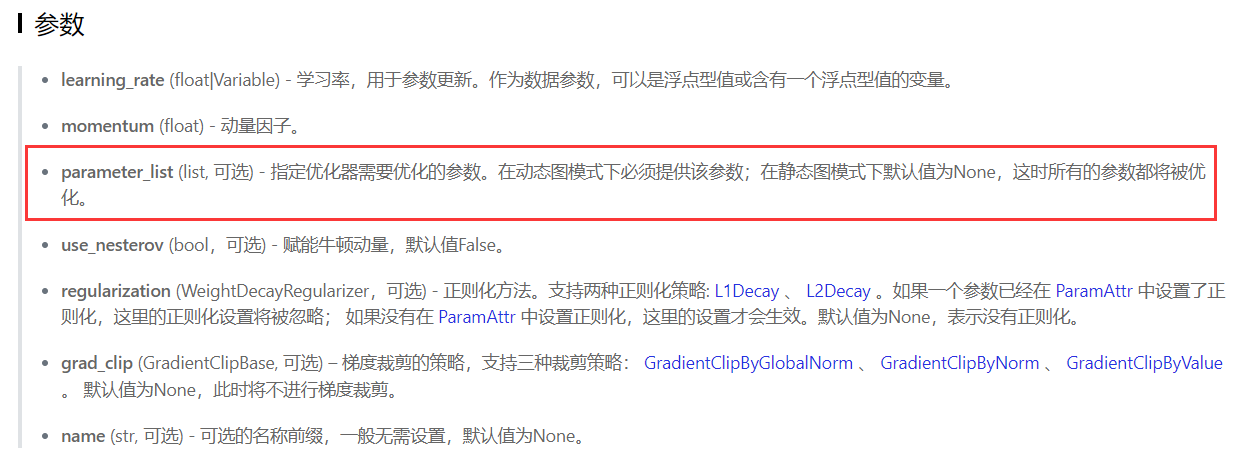 参数
learning_rate (float|Variable) - 学习率，用于参数更新。作为数据参数，可以是浮点型值或含有一个浮点型值的变量。
momentum (float) - 动量因子。
parameter_list (list, 可选) - 指定优化器需要优化的参数。在动态图模式下必须提供该参数；在静态图模式下默认值为None，这时所有的参数都将被优
化。
use_nesterov (bool，可选) - 赋能牛顿动量，默认值False。
regularization (WeightDecayRegularizer，可选) - 正则化方法。支持两种正则化策略: L1Decay 、 L2Decay 。如果一个参数已经在 ParamAttr 中设置了正
则化，这里的正则化设置将被忽略； 如果没有在 ParamAttr 中设置正则化，这里的设置才会生效。默认值为None，表示没有正则化。
grad_clip (GradientClipBase, 可选) – 梯度裁剪的策略，支持三种裁剪策略： GradientClipByGlobalNorm 、 GradientClipByNorm 、 GradientClipByValue
。 默认值为None，此时将不进行梯度裁剪。
name (str, 可选) - 可选的名称前缀，一般无需设置，默认值为None。